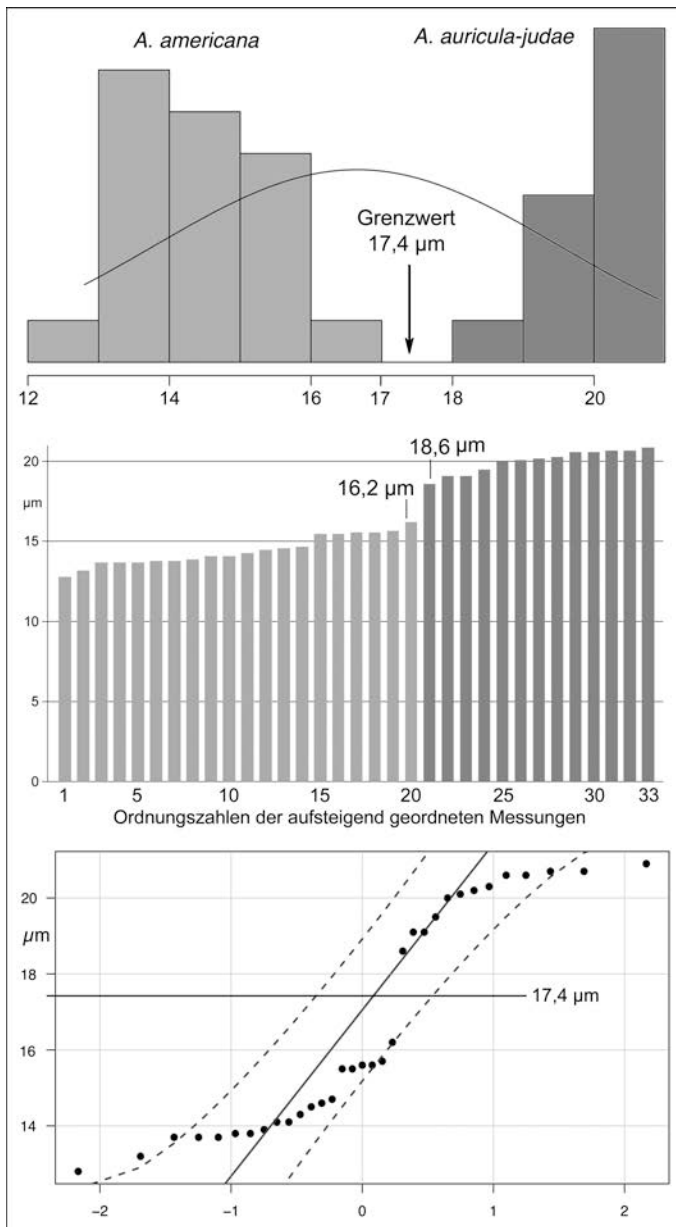 A. americana
A. auricula-judae
Grenzwert
17,4 µm
12 14 16 17 18 20
20
18,6 µm
16,2 µm
µm
15
10
5
0
1 5 10 15 20 25 30 33
Ordnungszahlen der aufsteigend geordneten Messungen
20
µm
18
17,4 µm
16
14
−2 −1 0 1 2